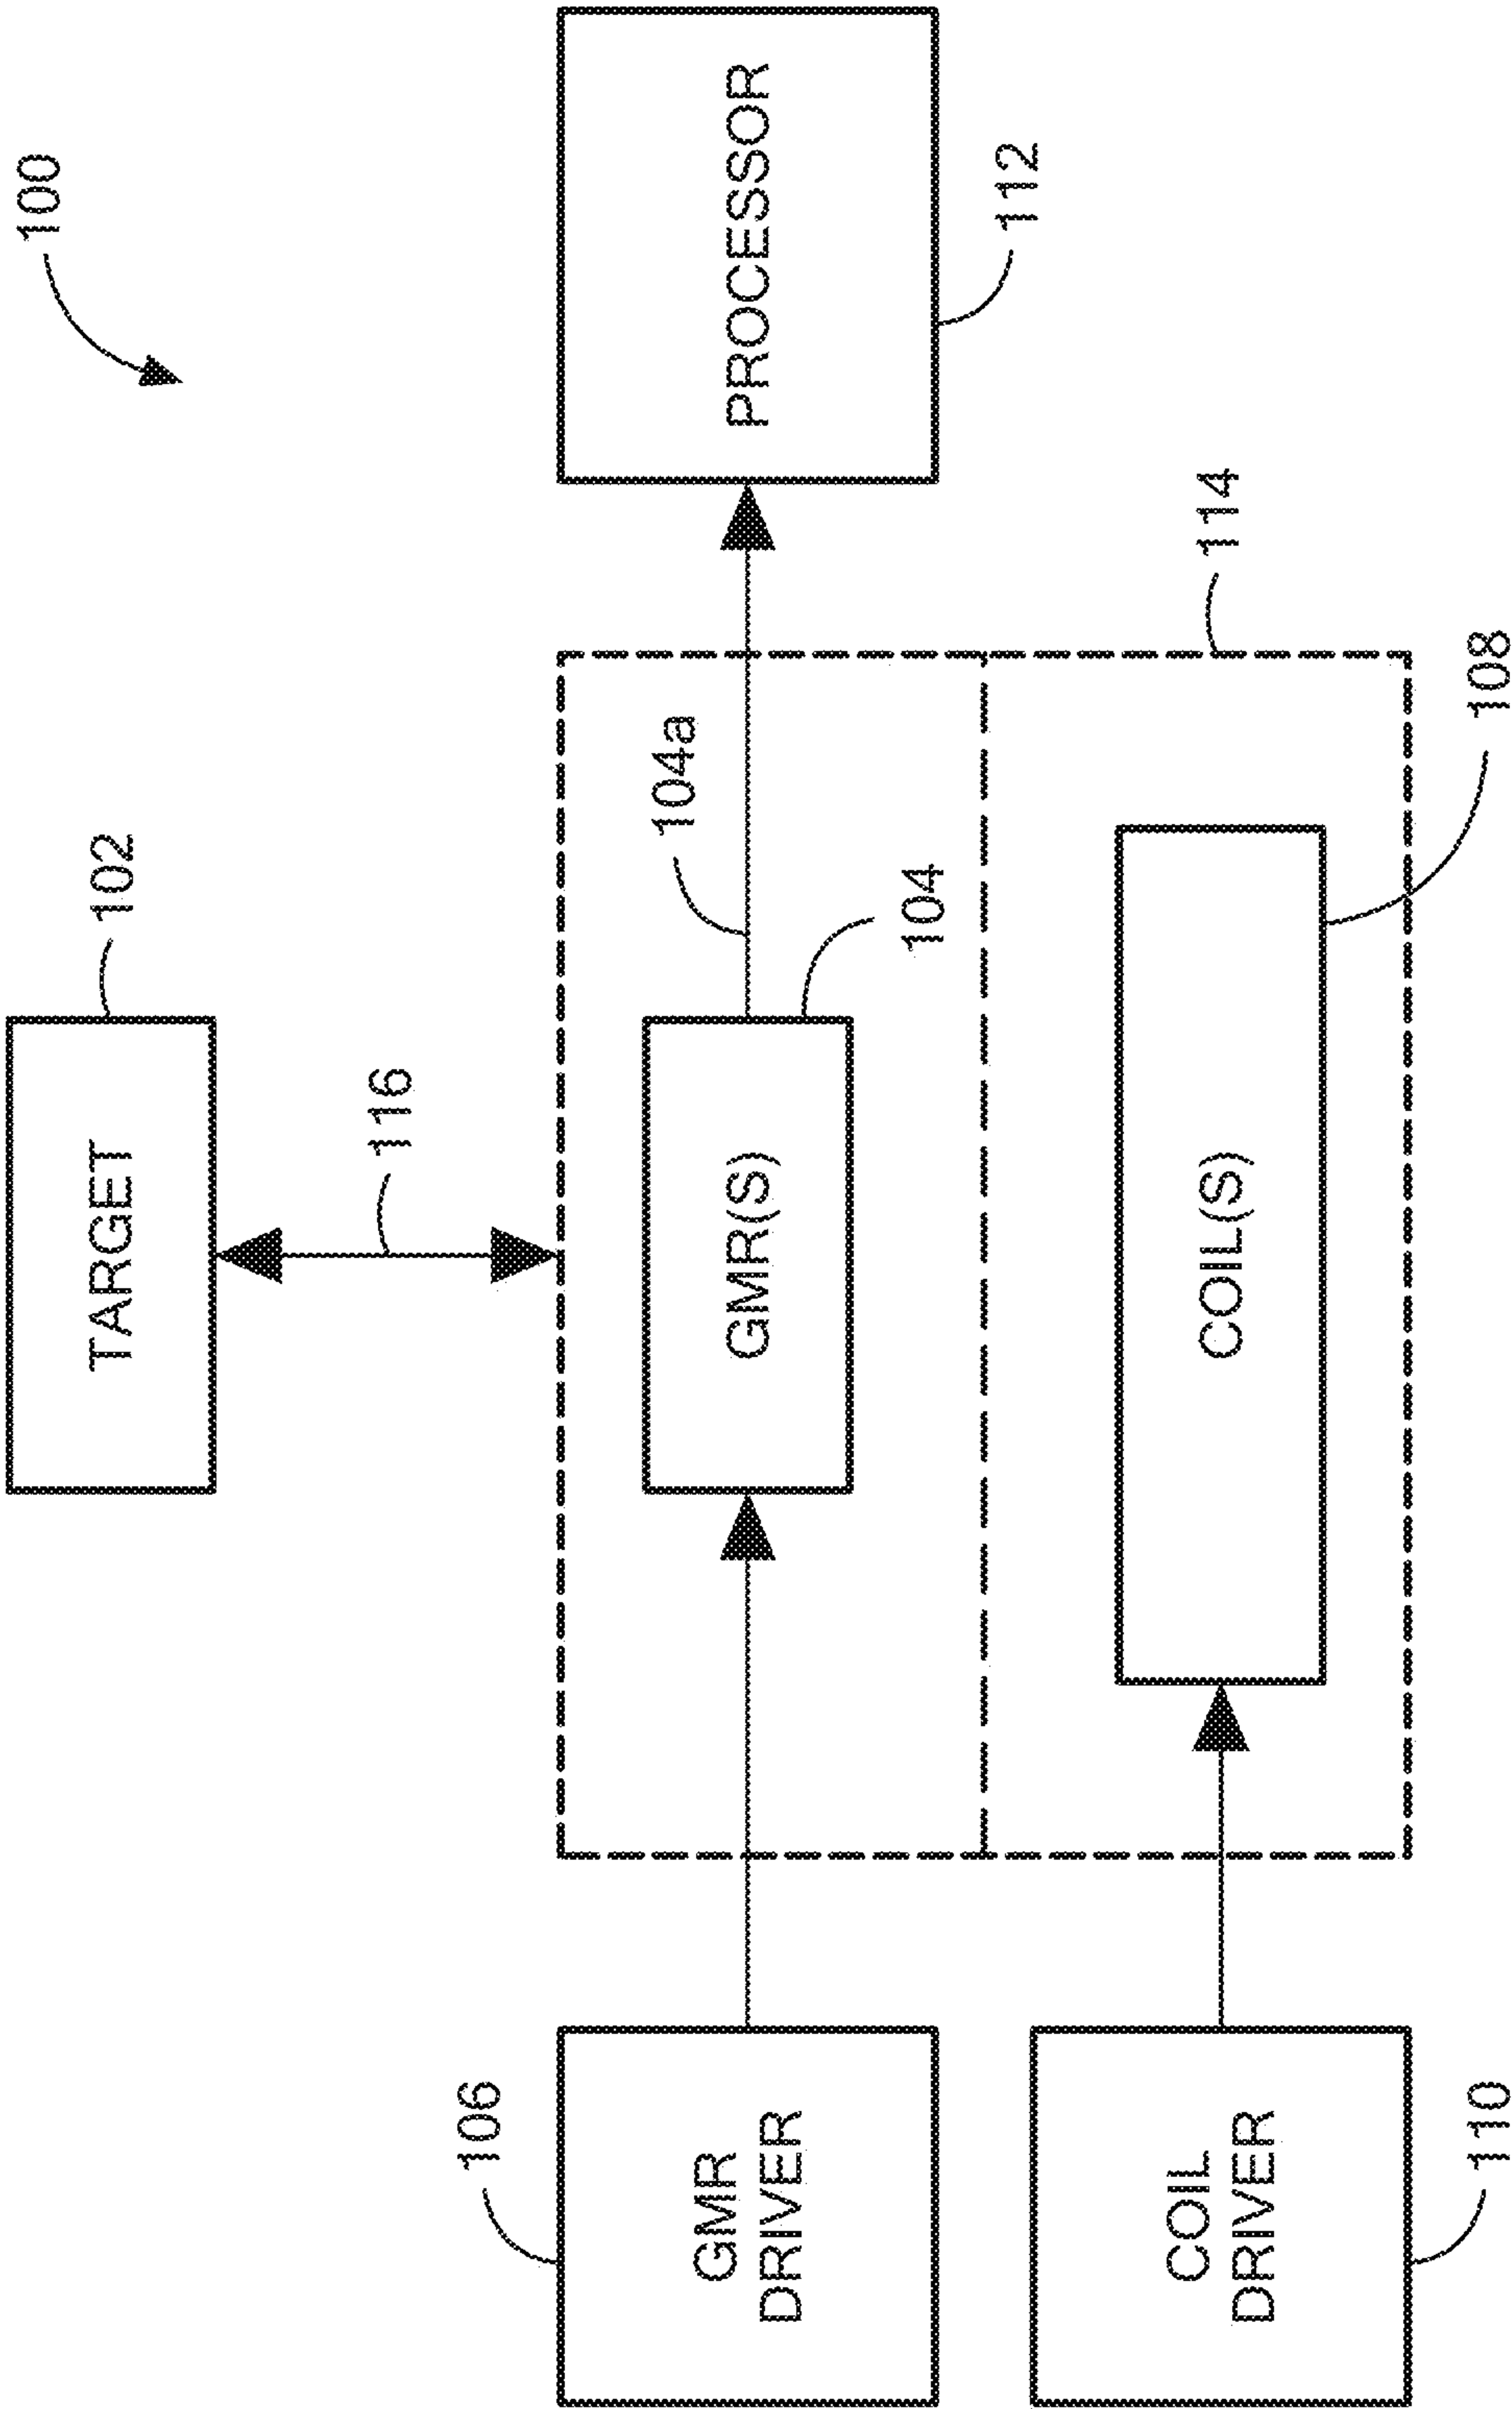 100
TARGET
102
116
GMR
DRIVER
106
GMR(S)
104a
104
PROCESSOR
112
COIL
DRIVER
110
COIL(S)
108
114